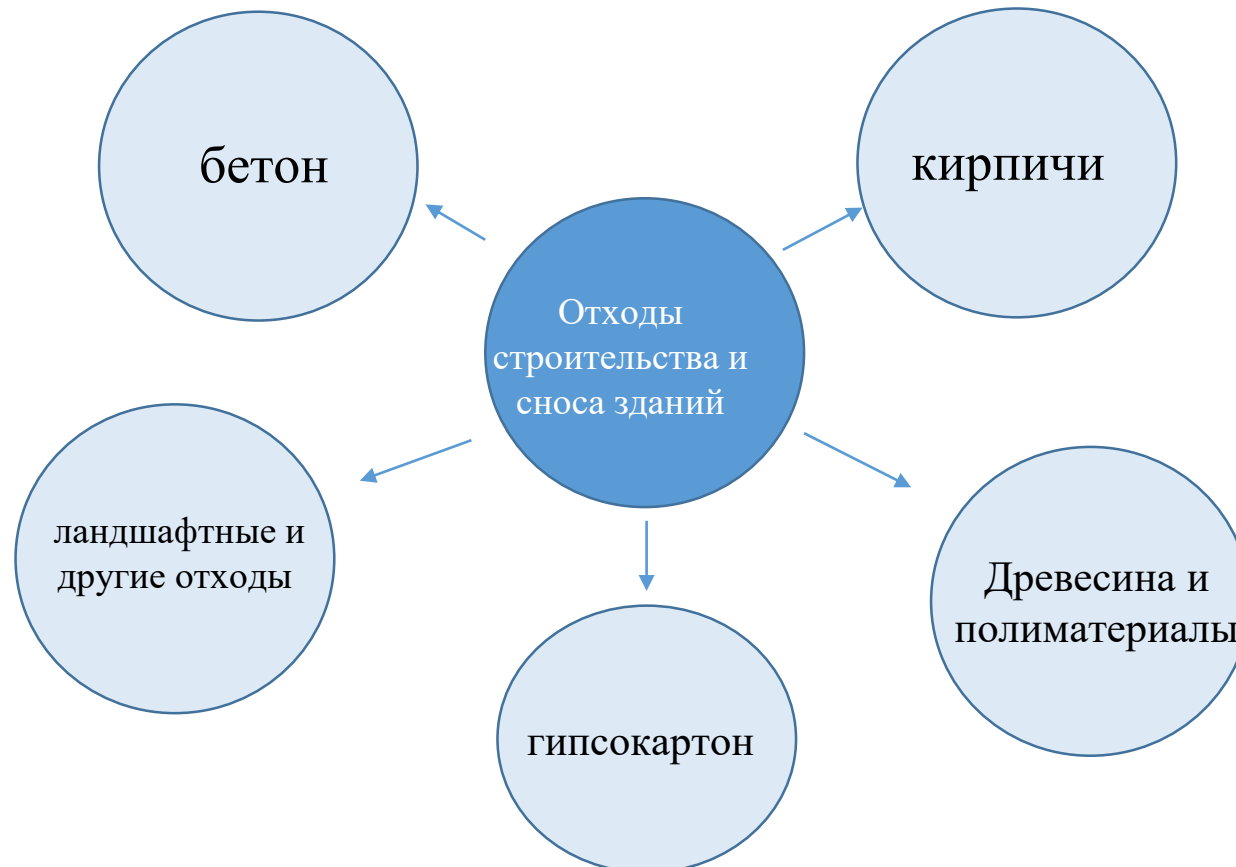 бетон
кирпичи
Отходы
строительства и
сноса зданий
ландшафтные и
другие отходы
Древесина и
полиматериалы
гипсокартон